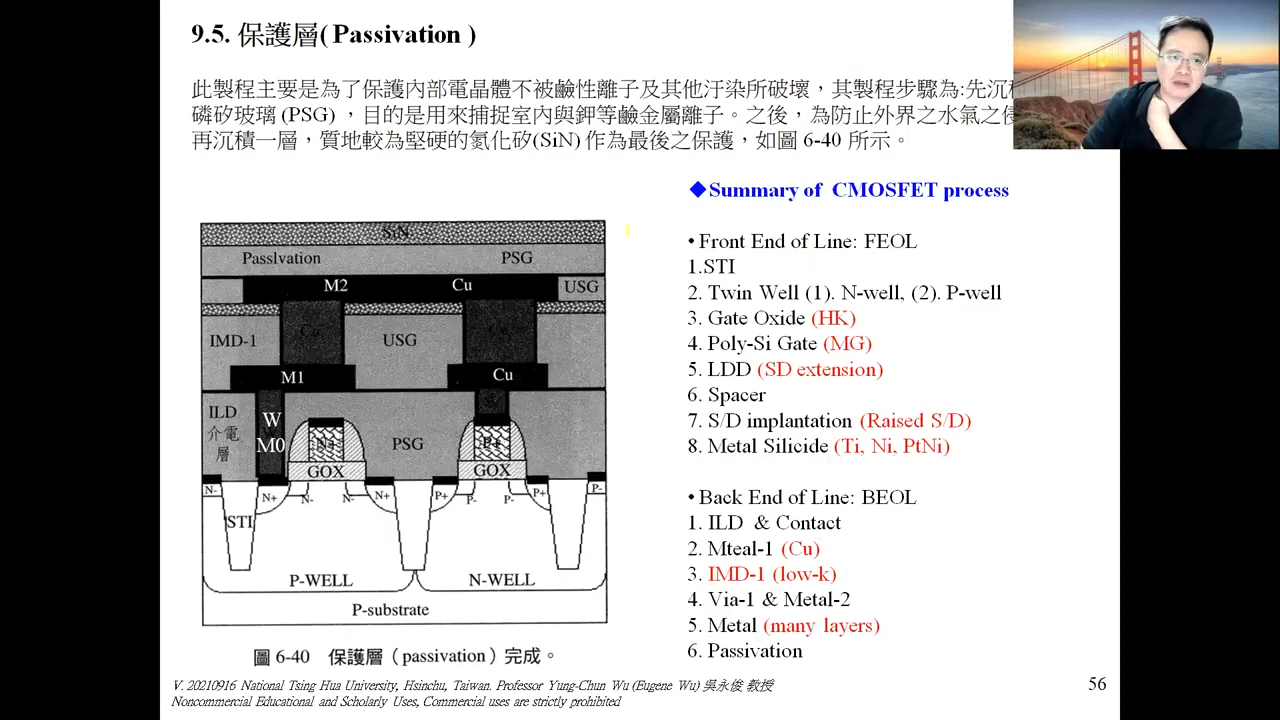 9.5. 保護層( Passivation )
此製程主要是為了保護內部電晶體不被鹼性離子及其他汙染所破壞，其製程步驟為:先沉
磷矽玻璃 (PSG)，目的是用來捕捉室內與鉀等鹼金屬離子。之後，為防止外界之水氣之
再沉積一層，質地較為堅硬的氮化矽(SiN) 作為最後之保護，如圖 6-40 所示。
◆Summary of CMOSFET process
•Front End of Line: FEOL
1.STI
2. Twin Well (1). N-well, (2). P-well
3. Gate Oxide (HK)
4. Poly-Si Gate (MG)
5. LDD (SD extension)
6. Spacer
7. S/D implantation (Raised S/D)
8. Metal Silicide (Ti, Ni, PtNi)
•Back End of Line: BEOL
1. ILD & Contact
2. Mteal-1 (Cu)
3. IMD-1 (low-k)
4. Via-1 & Metal-2
5. Metal (many layers)
6. Passivation
SiN
Passlvation PSG
M2 Cu USG
IMD-1 USG
M1 Cu
ILD
介電
層
W
M0
PSG
GOX GOX
N- N+ N- N- N+ P+ P- P- P+ P-
STI
P-WELL N-WELL
P-substrate
圖 6-40 保護層（passivation）完成。
V. 20210916 National Tsing Hua University, Hsinchu, Taiwan. Professor Yung-Chun Wu (Eugene Wu) 吳永俊 教授
Noncommercial Educational and Scholarly Uses, Commercial uses are strictly prohibited
56